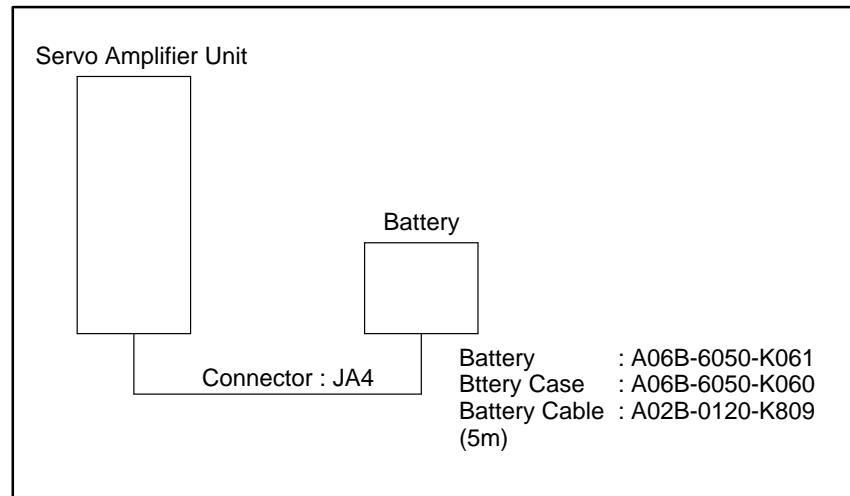 Servo Amplifier Unit
Battery
Connector : JA4
Battery : A06B-6050-K061
Bttery Case : A06B-6050-K060
Battery Cable : A02B-0120-K809
(5m)